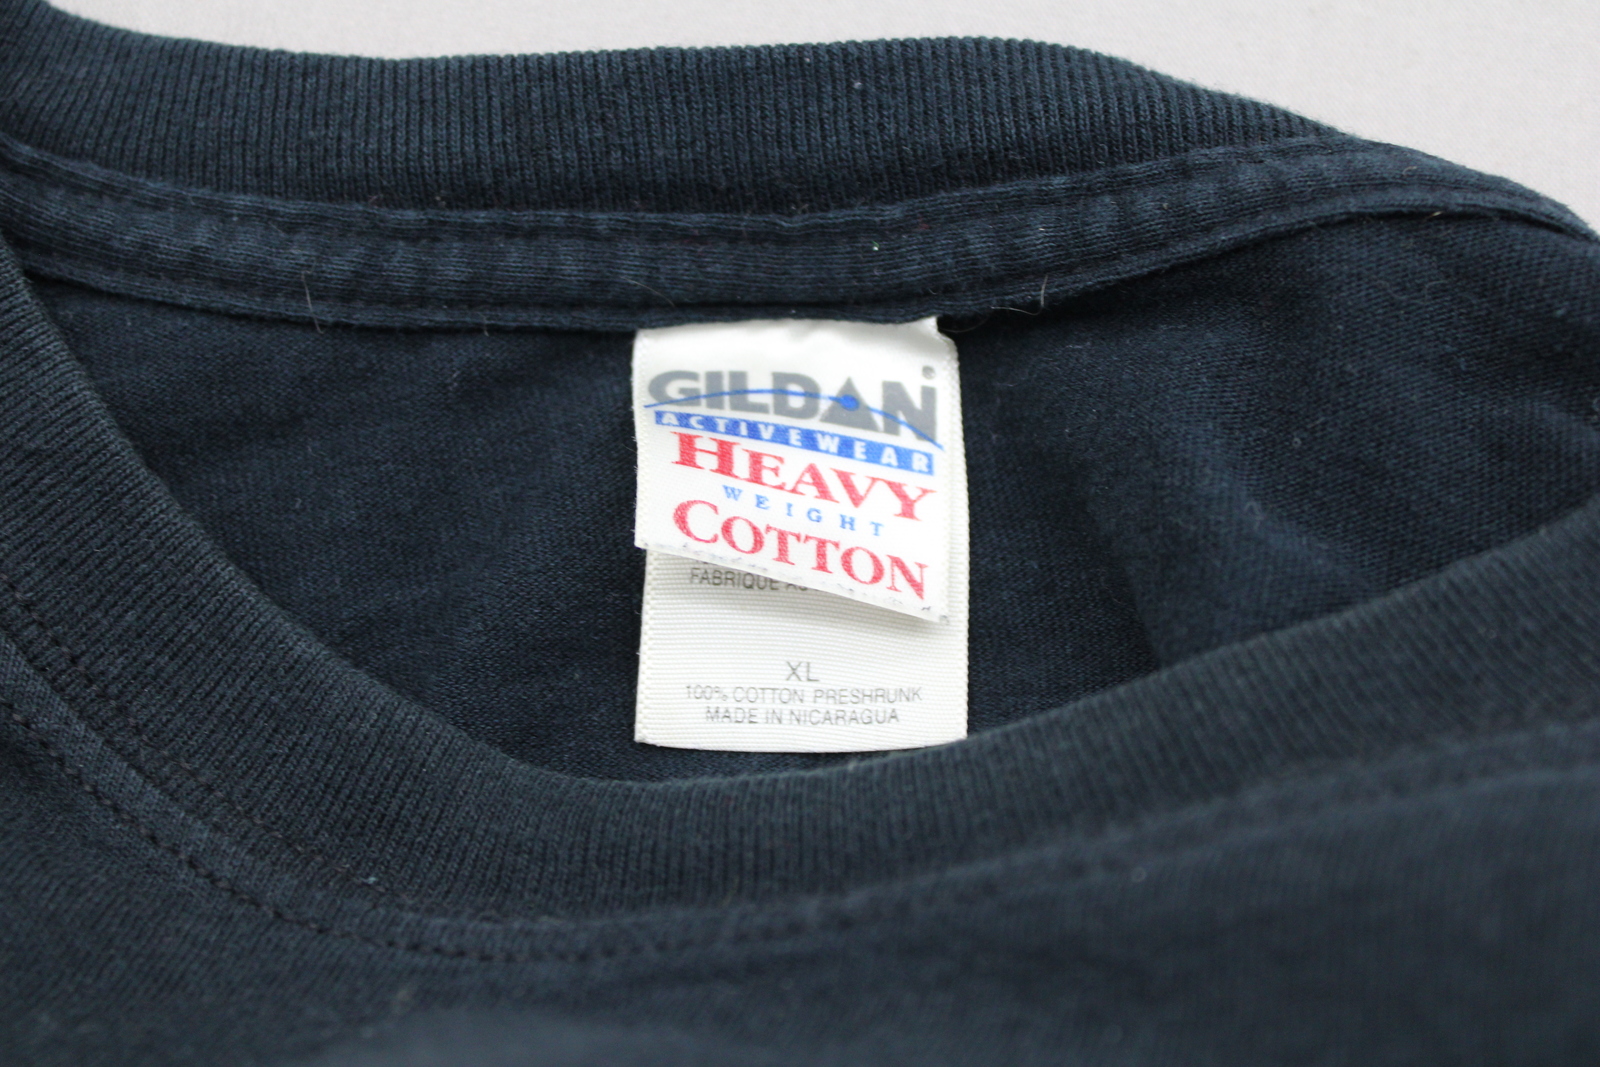 GILDAN
ACTIVEWEAR
HEAVY
WEIGHT
COTTON
FABRIQUE
XL
100% COTTON PRESHRUNK
MADE IN NICARAGUA